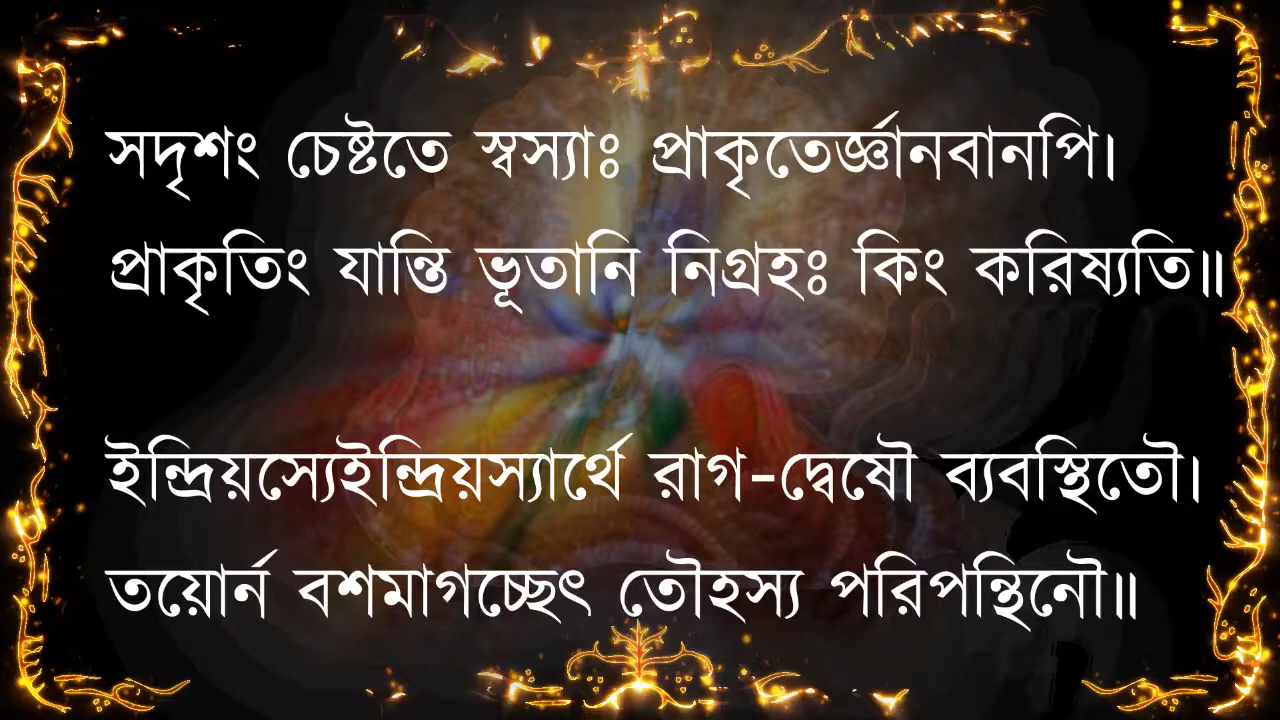 সদৃশং চেষ্টতে স্বস্যাঃ প্রাকৃতের্জ্ঞানবানপি।
প্রাকৃতিং যান্তি ভূতানি নিগ্রহঃ কিং করিষ্যতি॥
ইন্দ্রিয়স্যেইন্দ্রিয়স্যার্থে রাগ-দ্বেষৌ ব্যবস্থিতৌ।
তয়োর্ন বশমাগচ্ছেৎ তৌহস্য পরিপন্থিনৌ॥